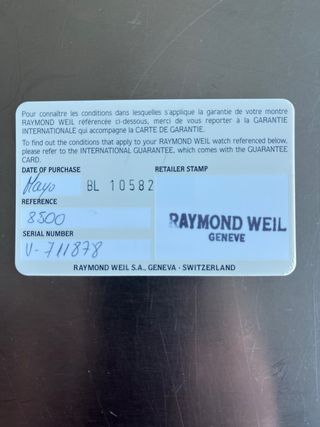 Pour connaître les conditions dans lesquelles s'applique la garantie de votre montre
RAYMOND WEIL référencée ci-dessous, merci de vous reporter à la GARANTIE
INTERNATIONALE qui accompagne la CARTE DE GARANTIE.
To find out the conditions that apply to your RAYMOND WEIL watch referenced below,
please refer to the INTERNATIONAL GUARANTEE, which comes with the GUARANTEE
CARD.
DATE OF PURCHASE
RETAILER STAMP
Mayo BL 10582
REFERENCE
8500
RAYMOND WEIL
GENEVE
SERIAL NUMBER
V-711878
RAYMOND WEIL S.A., GENEVA · SWITZERLAND